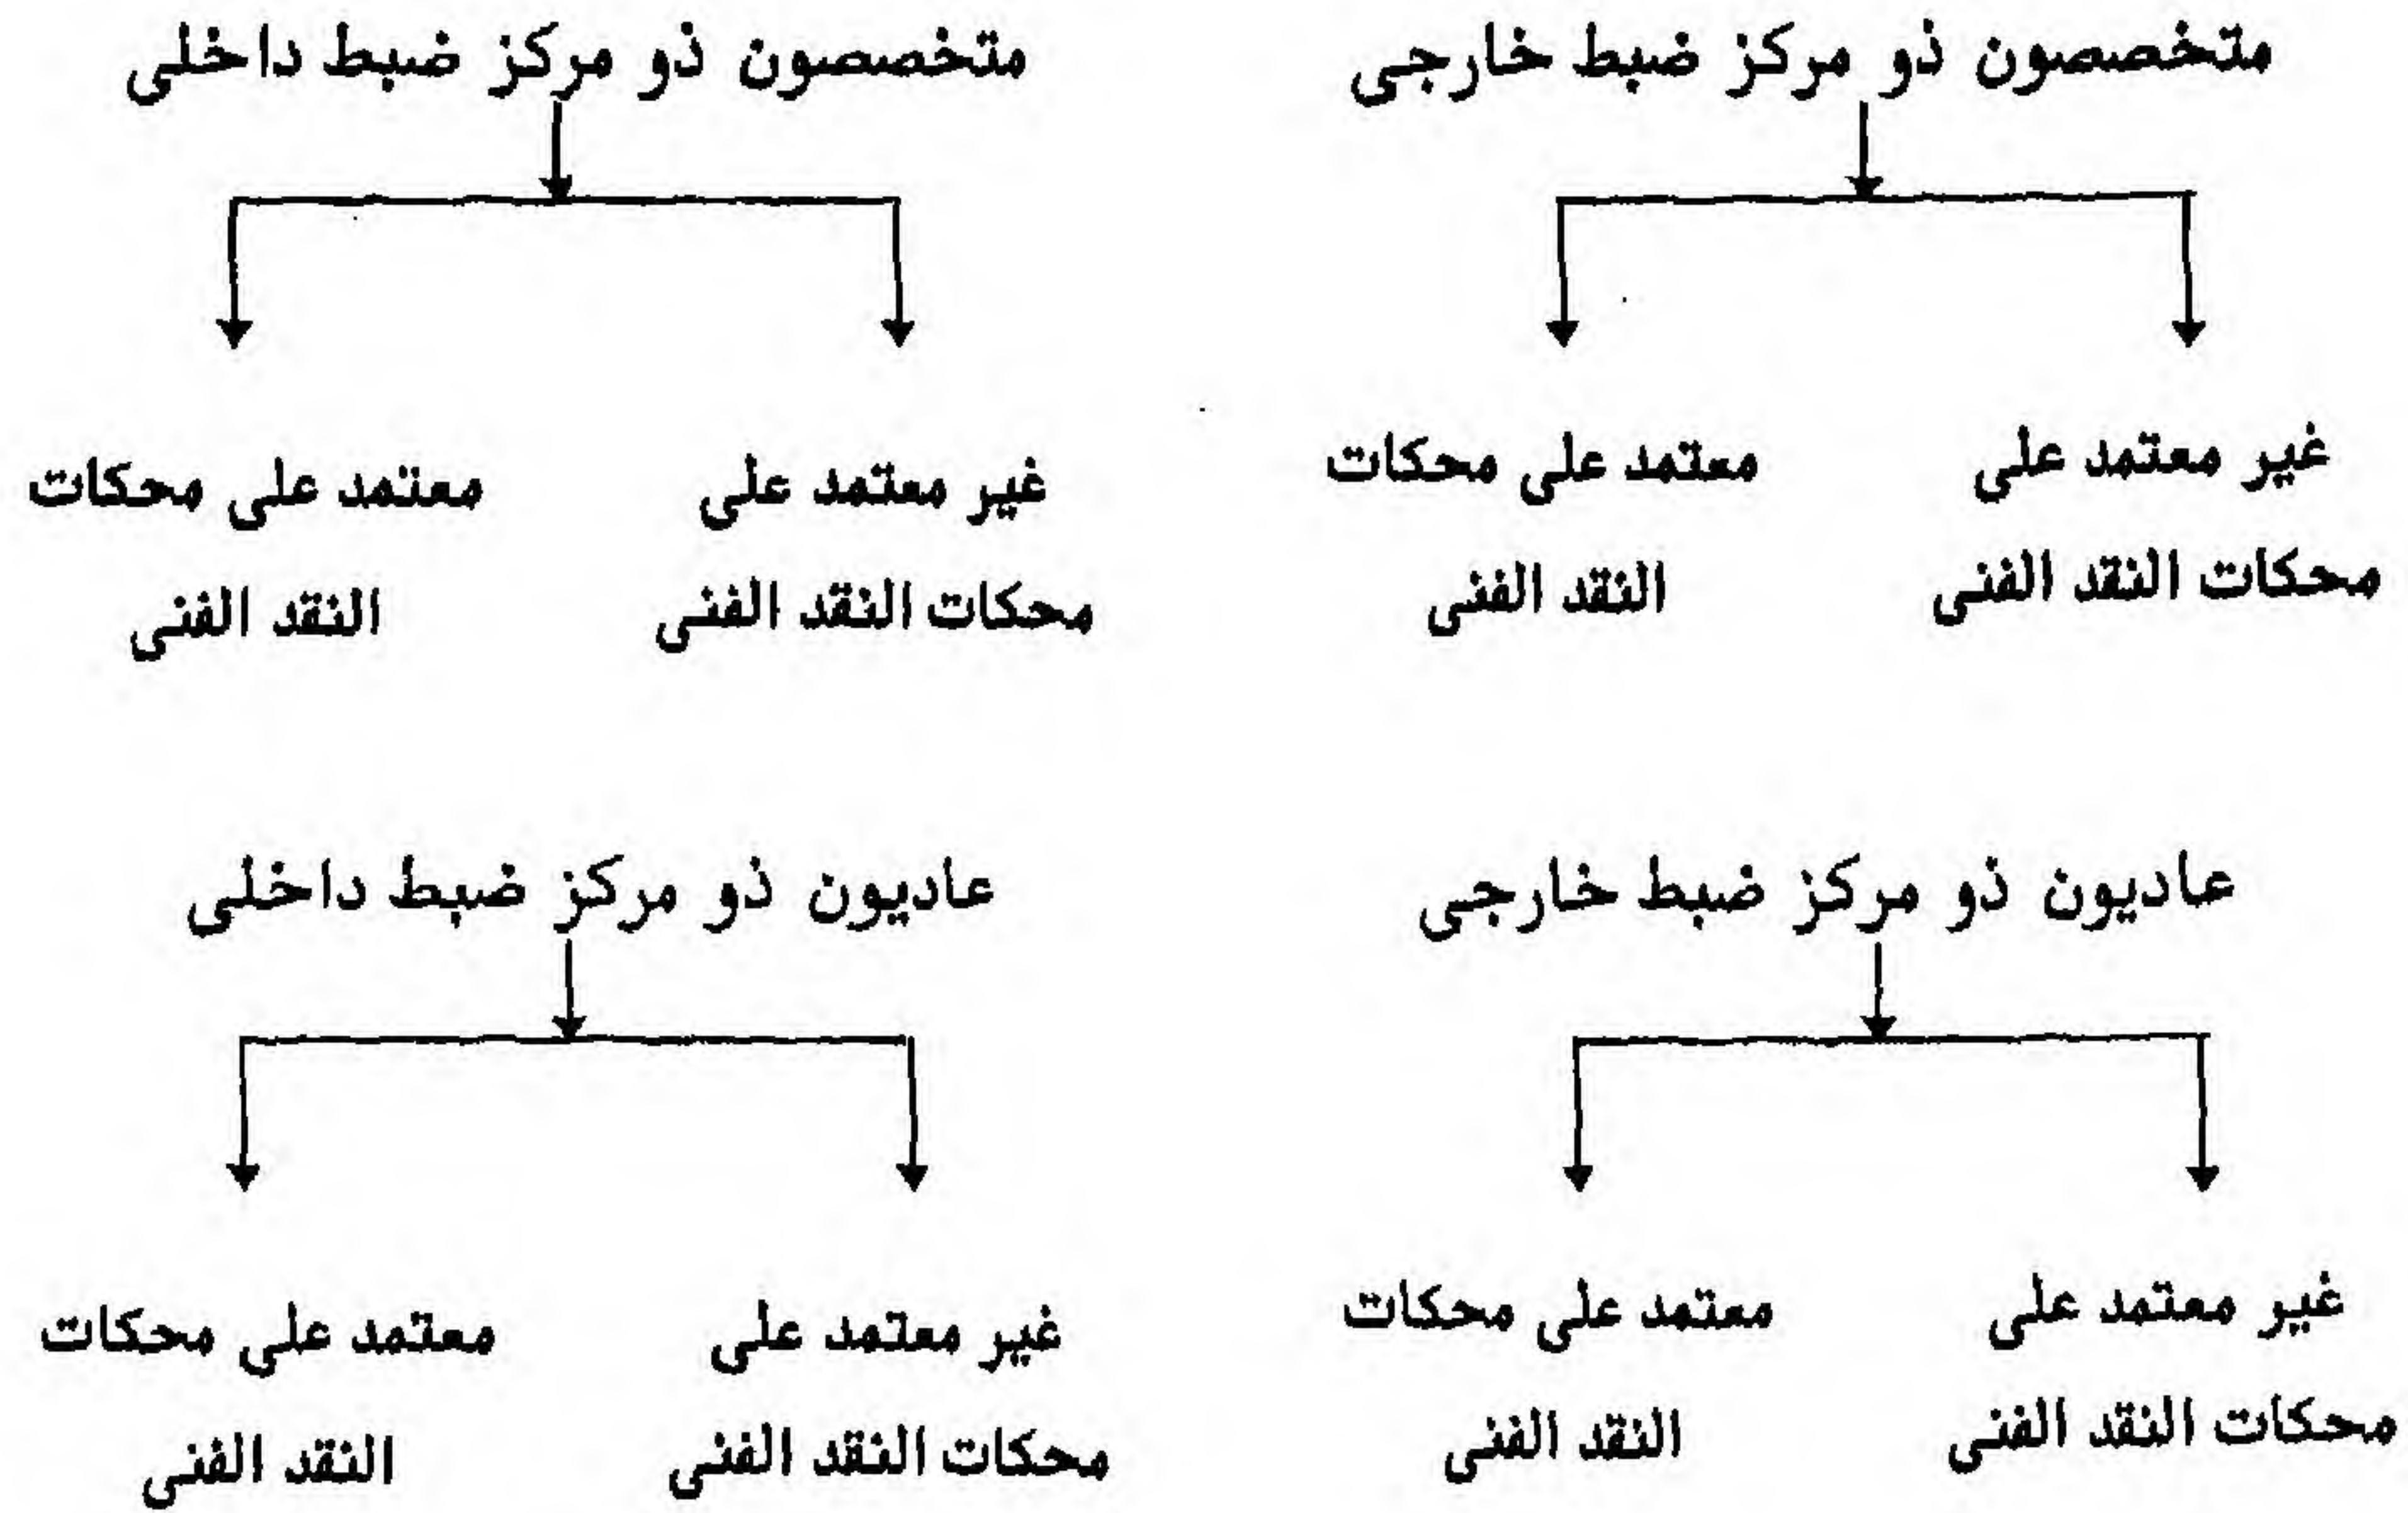 متخصصون ذو مركز ضبط خارجى
متخصصون ذو مركز ضبط داخلى
غير معتمد على
محكات النقد الفنى
معتمد على محكات
النقد الفنى
غير معتمد على
محكات النقد الفنى
معتمد على محكات
النقد الفنى
عاديون ذو مركز ضبط خارجى
عاديون ذو مركز ضبط داخلى
غير معتمد على
محكات النقد الفنى
معتمد على محكات
النقد الفنى
غير معتمد على
محكات النقد الفنى
معتمد على محكات
النقد الفنى